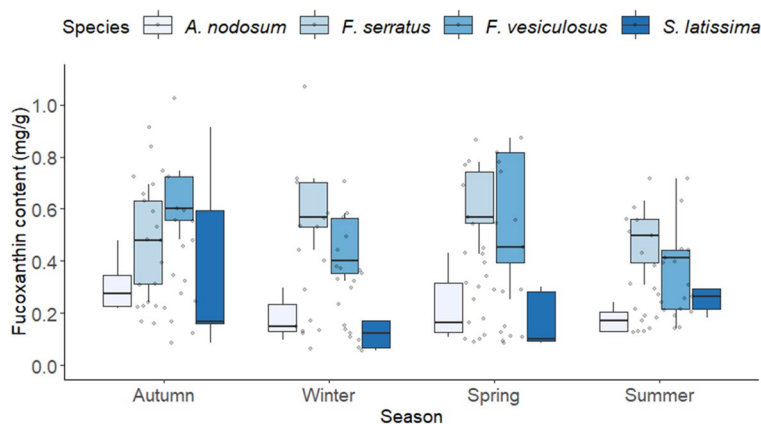 Species A. nodosum F. serratus F. vesiculosus S. latissima
Fucoxanthin content (mg/g)
1.0
0.8
0.6
0.4
0.2
0.0
Autumn Winter Spring Summer
Season